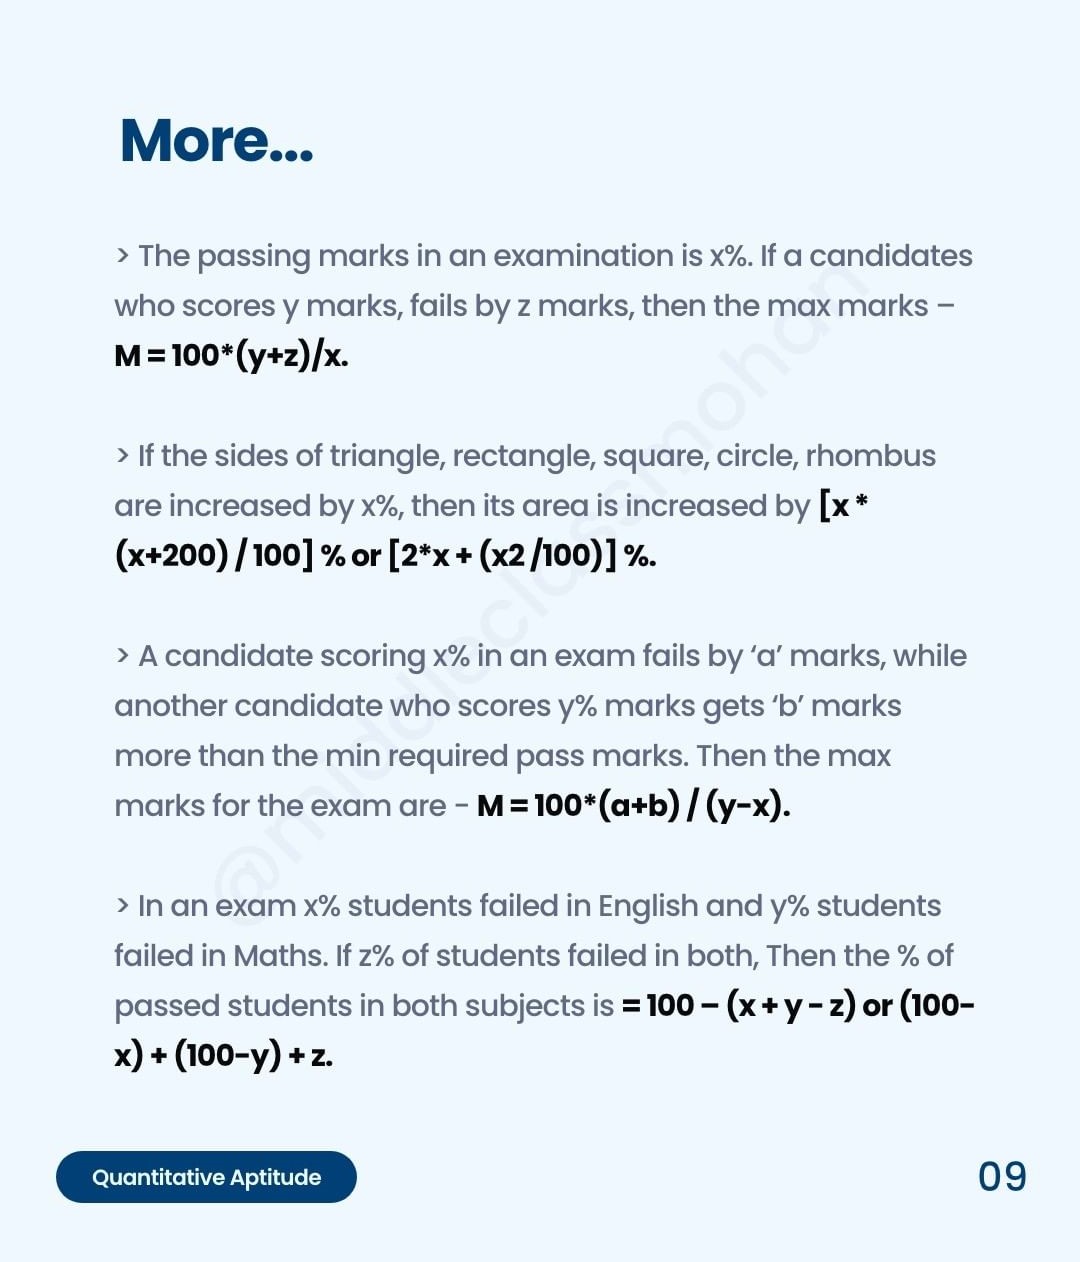 More...
> The passing marks in an examination is x%. If a candidates
who scores y marks, fails by z marks, then the max marks –
M = 100*(y+z)/x.
> If the sides of triangle, rectangle, square, circle, rhombus
are increased by x%, then its area is increased by [x *
(x+200) / 100] % or [2*x + (x2 /100)] %.
> A candidate scoring x% in an exam fails by ‘a’ marks, while
another candidate who scores y% marks gets ‘b’ marks
more than the min required pass marks. Then the max
marks for the exam are - M = 100*(a+b) / (y-x).
> In an exam x% students failed in English and y% students
failed in Maths. If z% of students failed in both, Then the % of
passed students in both subjects is = 100 – (x + y – z) or (100-
x) + (100-y) + z.
@middleclassmohan
Quantitative Aptitude
09